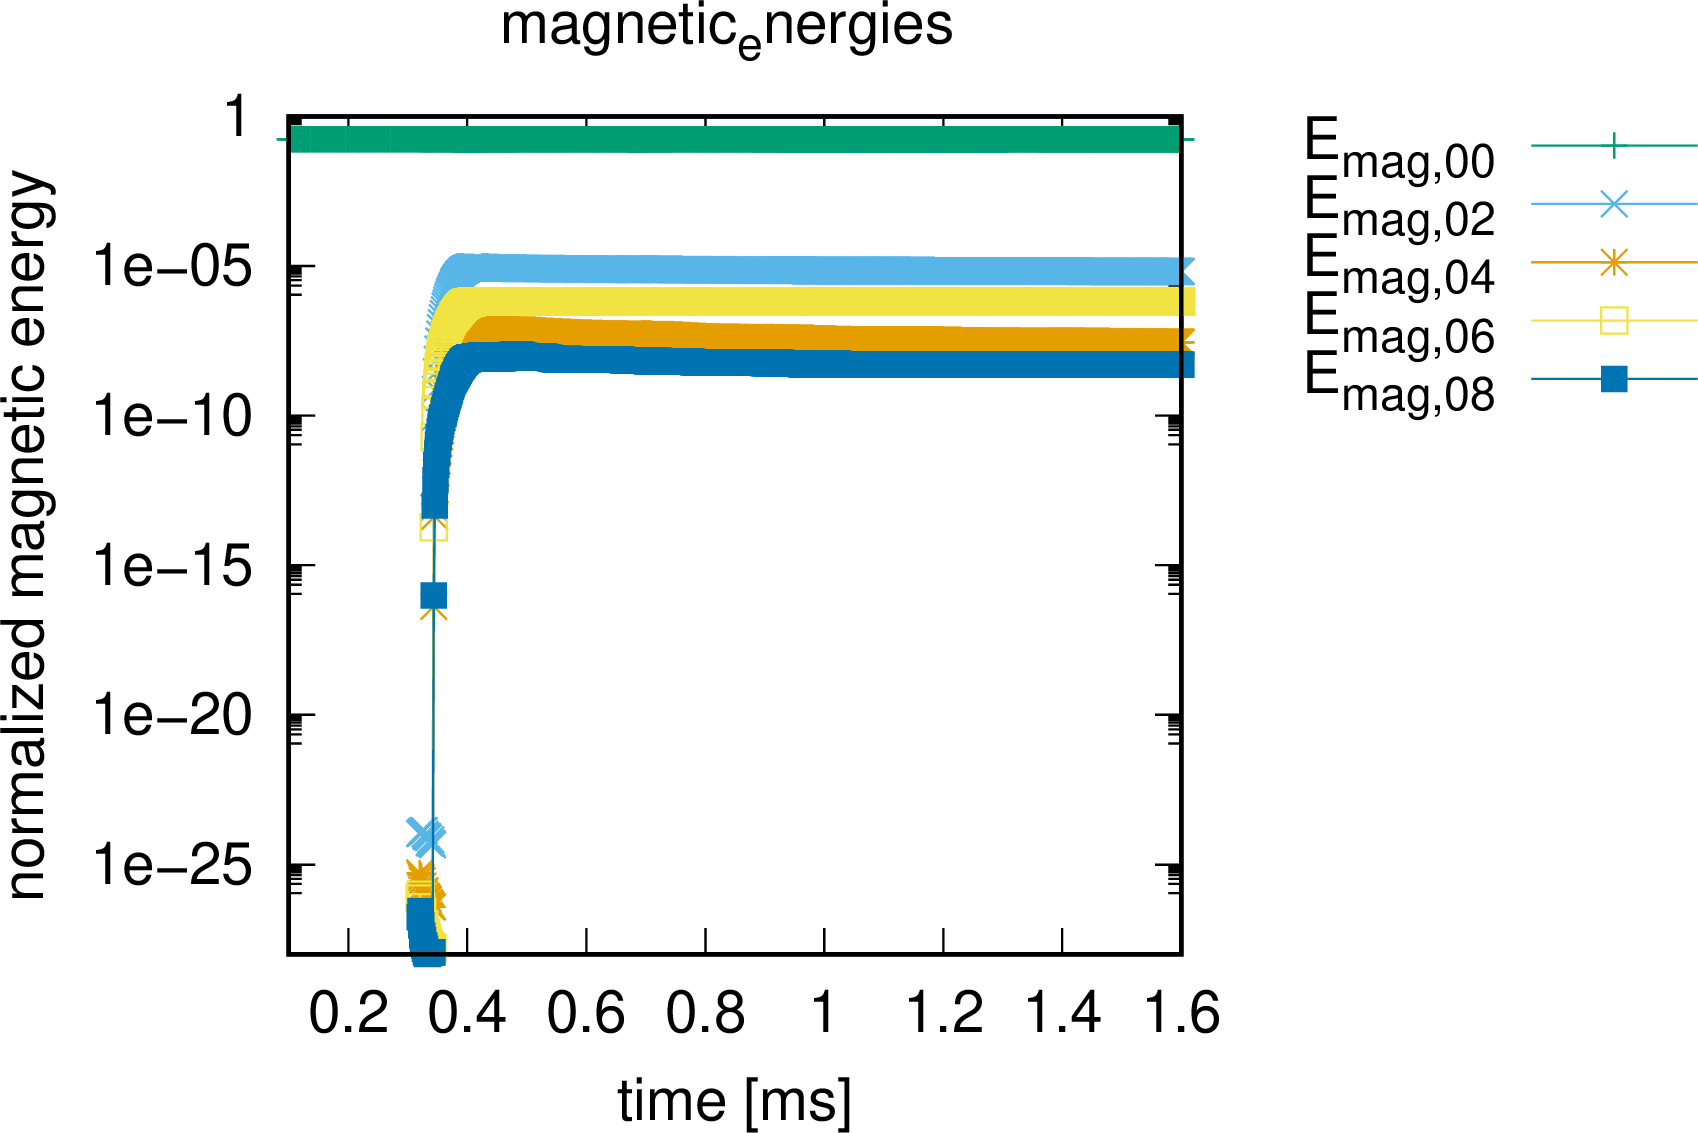 magnetic_energies
normalized magnetic energy
1
1e−05
1e−10
1e−15
1e−20
1e−25
0.2 0.4 0.6 0.8 1 1.2 1.4 1.6
time [ms]
E_mag,00
E_mag,02
E_mag,04
E_mag,06
E_mag,08